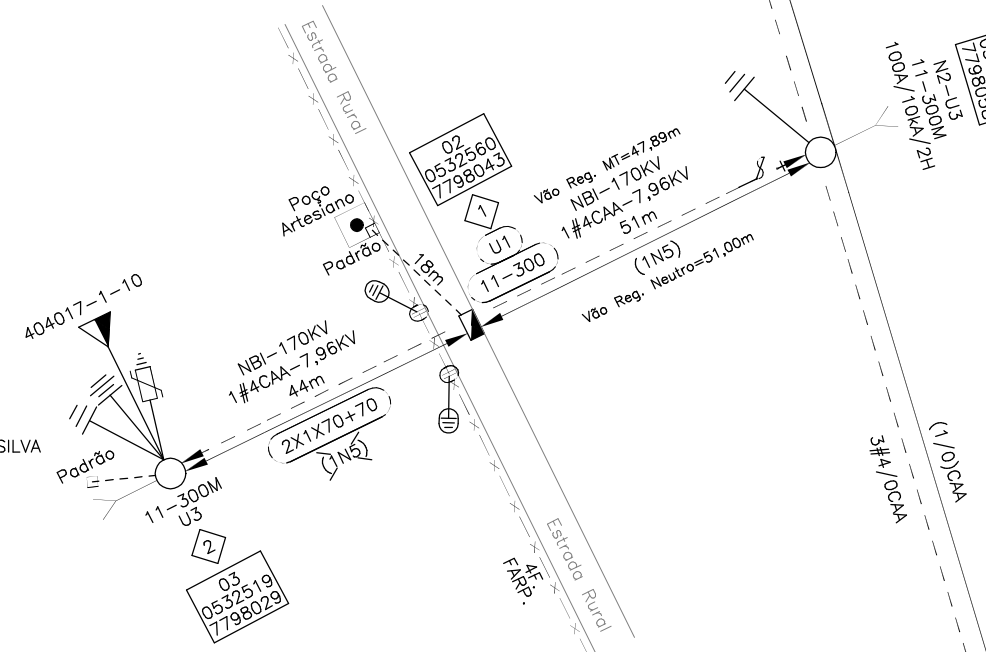 Estrada Rural
02
0532560
7798043
1
U1
11-300
Vão Reg. MT=47,89m
NBI-170KV
1#4CAA-7,96KV
51m
(1N5)
Vão Reg. Neutro=51,00m
N2-U3
11-300M
100A/10kA/2H
Poço
Artesiano
Padrão
18m
404017-1-10
NBI-170KV
1#4CAA-7,96KV
44m
2X1X70+70
(1N5)
SILVA
Padrão
11-300M
U3
2
03
0532519
7798029
4F.
FARP.
Estrada Rural
3#4/0CAA
(1/0)CAA